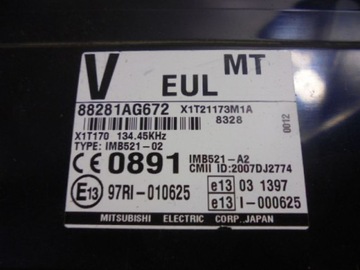 V EUL MT
88281AG672 X1T21173M1A
8328
0012
X1T170 134.45KHz
TYPE: IMB521-02
CE 0891 IMB521-A2
CMII ID:2007DJ2774
E13 97RI-010625 e13 03 1397
e13 I-000625
MITSUBISHI ELECTRIC CORP.,JAPAN